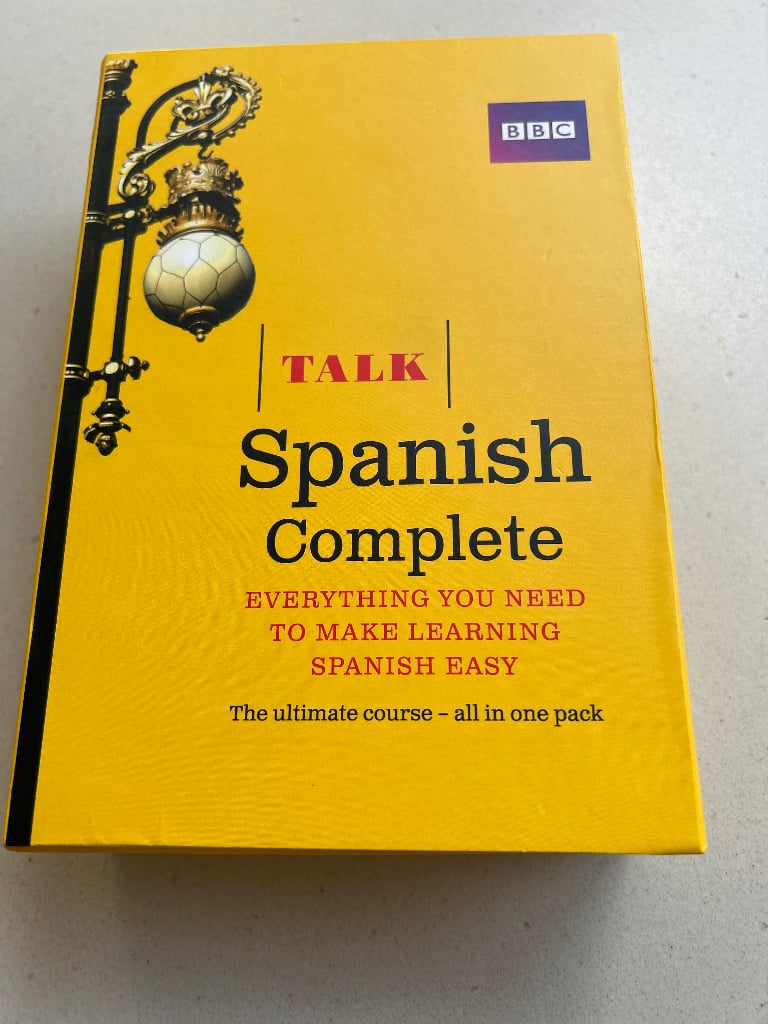 BBC
TALK
Spanish
Complete
EVERYTHING YOU NEED
TO MAKE LEARNING
SPANISH EASY
The ultimate course – all in one pack